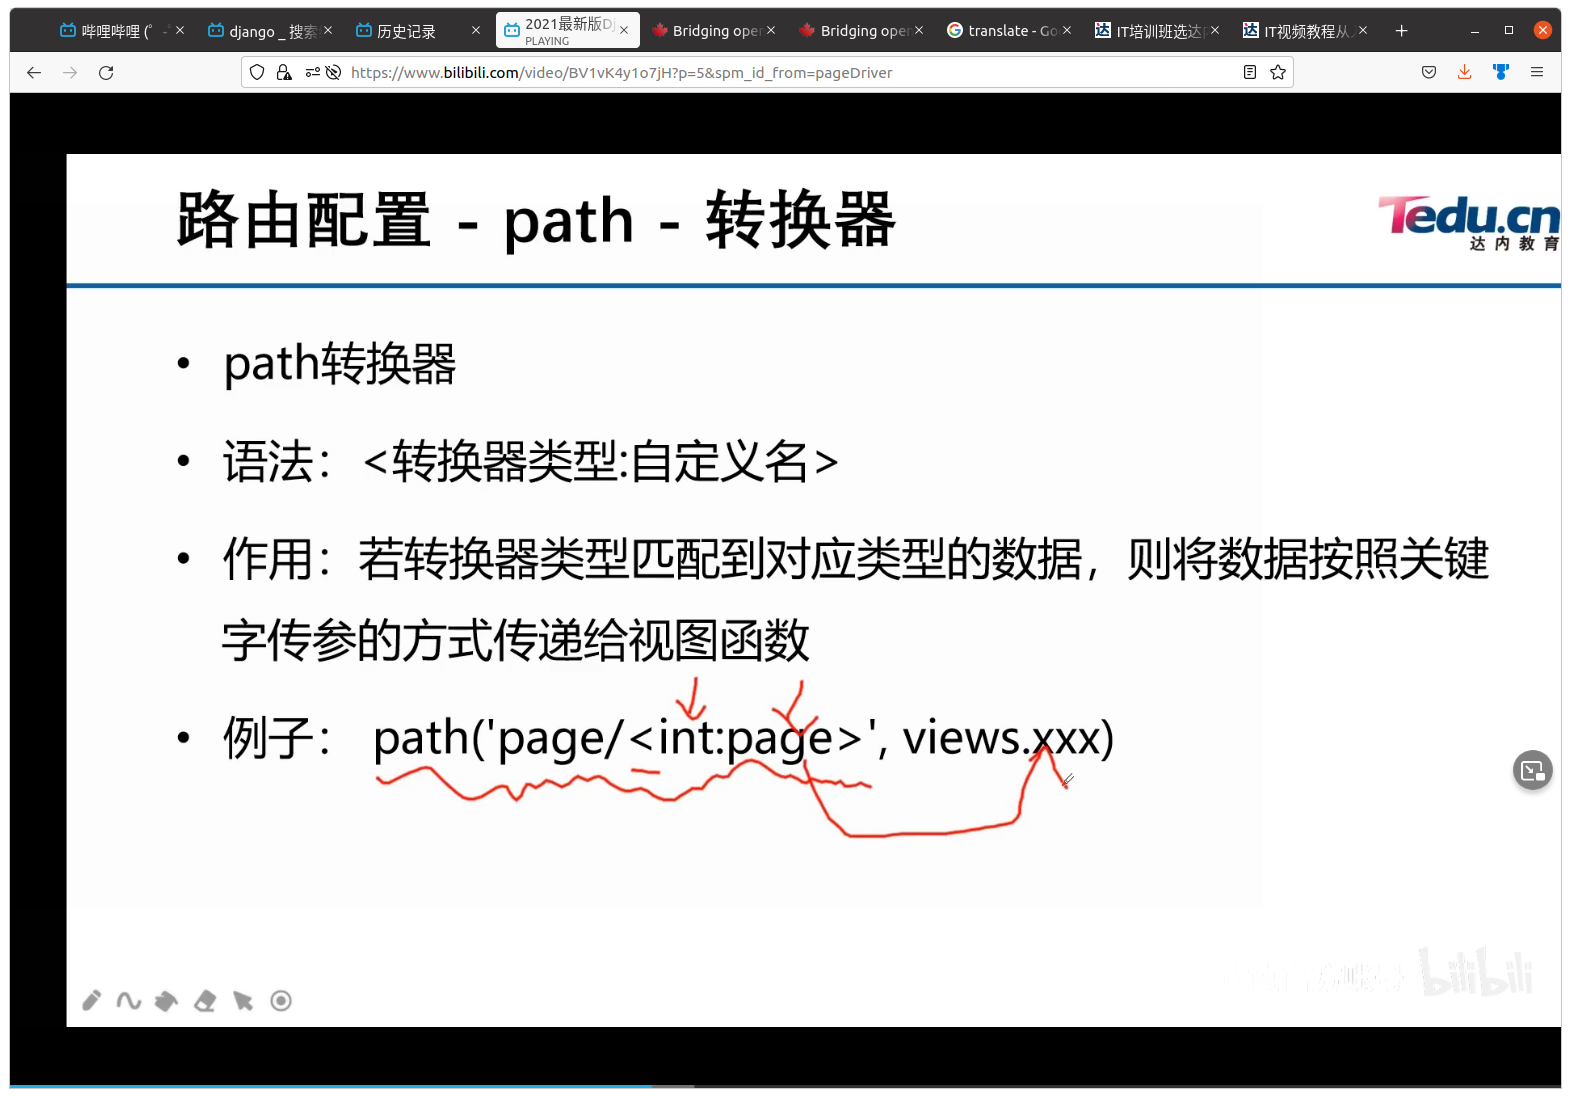 哔哩哔哩 (゜-゜
django _ 搜索
历史记录
2021最新版Dj
PLAYING
Bridging oper
Bridging oper
translate - Go
IT培训班选达内
IT视频教程从入
https://www.bilibili.com/video/BV1vK4y1o7jH?p=5&spm_id_from=pageDriver
路由配置 - path - 转换器
Tedu.cn
达内教育
• path转换器
• 语法：<转换器类型:自定义名>
• 作用：若转换器类型匹配到对应类型的数据，则将数据按照关键
字传参的方式传递给视图函数
• 例子： path('page/<int:page>', views.xxx)
bilibili